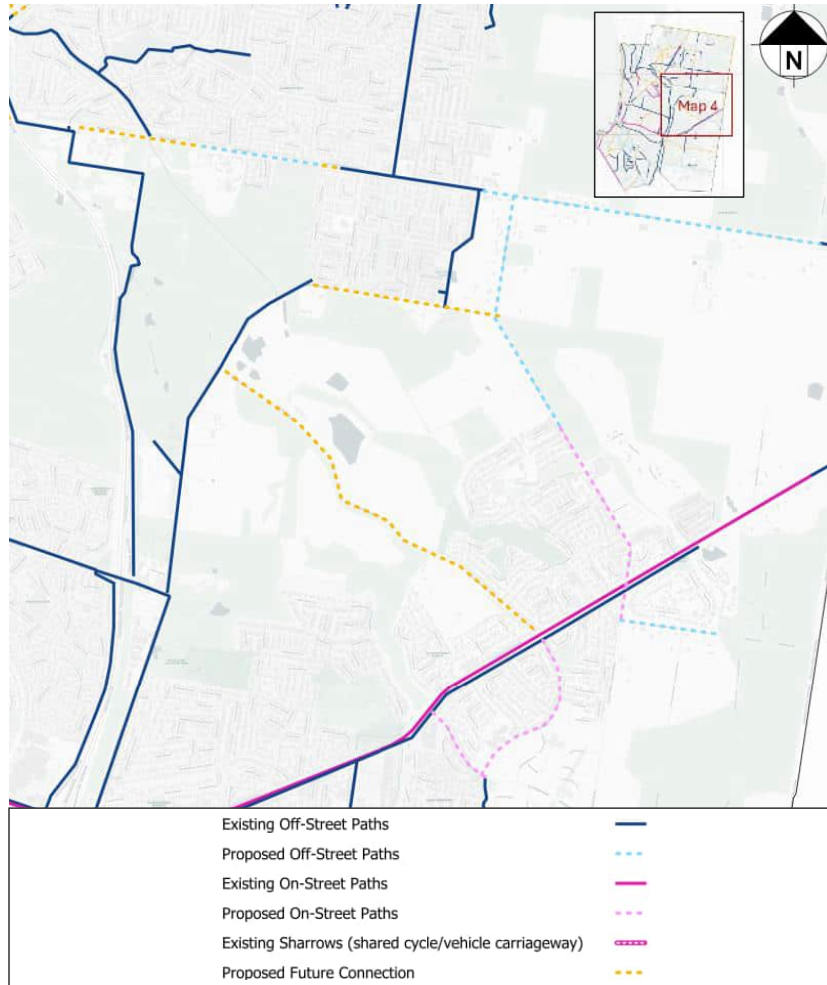 Map 4
N
Existing Off-Street Paths
Proposed Off-Street Paths
Existing On-Street Paths
Proposed On-Street Paths
Existing Sharrows (shared cycle/vehicle carriageway)
Proposed Future Connection